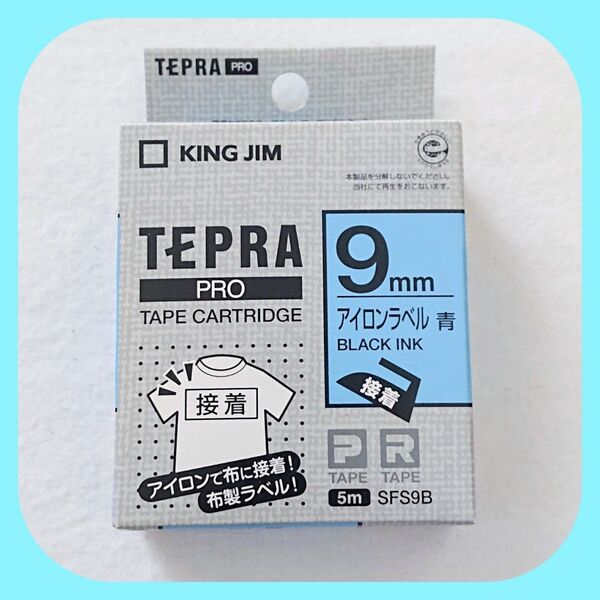 TEPRA PRO
KING JIM
本製品を分解しないでください。
当社にて再生をおこないます。
TEPRA
PRO
TAPE CARTRIDGE
9mm
アイロンラベル 青
BLACK INK
接着
接着
アイロンで布に接着!
布製ラベル!
P R
TAPE TAPE
5m SFS9B